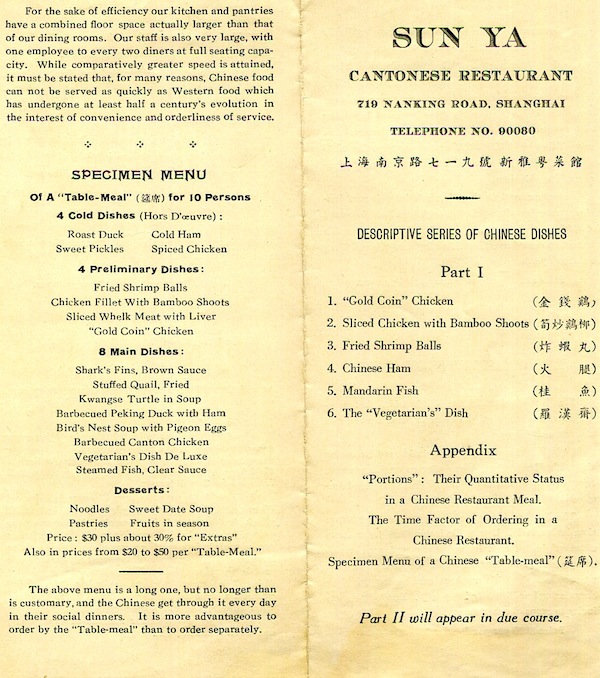 For the sake of efficiency our kitchen and pantries
have a combined floor space actually larger than that
of our dining rooms. Our staff is also very large, with
one employee to every two diners at full seating capa-
city. While comparatively greater speed is attained,
it must be stated that, for many reasons, Chinese food
can not be served as quickly as Western food which
has undergone at least half a century's evolution in
the interest of convenience and orderliness of service.
SPECIMEN MENU
Of A "Table-Meal" (筵席) for 10 Persons
4 Cold Dishes (Hors D'œuvre) :
Roast Duck Cold Ham
Sweet Pickles Spiced Chicken
4 Preliminary Dishes:
Fried Shrimp Balls
Chicken Fillet With Bamboo Shoots
Sliced Whelk Meat with Liver
"Gold Coin" Chicken
8 Main Dishes:
Shark's Fins, Brown Sauce
Stuffed Quail, Fried
Kwangse Turtle in Soup
Barbecued Peking Duck with Ham
Bird's Nest Soup with Pigeon Eggs
Barbecued Canton Chicken
Vegetarian's Dish De Luxe
Steamed Fish, Clear Sauce
Desserts:
Noodles Sweet Date Soup
Pastries Fruits in season
Price : $30 plus about 30% for "Extras"
Also in prices from $20 to $50 per "Table-Meal."
The above menu is a long one, but no longer than
is customary, and the Chinese get through it every day
in their social dinners. It is more advantageous to
order by the "Table-meal" than to order separately.
SUN YA
CANTONESE RESTAURANT
719 NANKING ROAD, SHANGHAI
TELEPHONE NO. 90080
上海南京路七一九號新雅粵菜館
DESCRIPTIVE SERIES OF CHINESE DISHES
Part I
1. "Gold Coin" Chicken (金錢鷄)
2. Sliced Chicken with Bamboo Shoots (筍炒鷄柳)
3. Fried Shrimp Balls (炸蝦丸)
4. Chinese Ham (火腿)
5. Mandarin Fish (桂魚)
6. The "Vegetarian's" Dish (羅漢齋)
Appendix
"Portions" : Their Quantitative Status
in a Chinese Restaurant Meal.
The Time Factor of Ordering in a
Chinese Restaurant.
Specimen Menu of a Chinese "Table-meal" (筵席).
Part II will appear in due course.